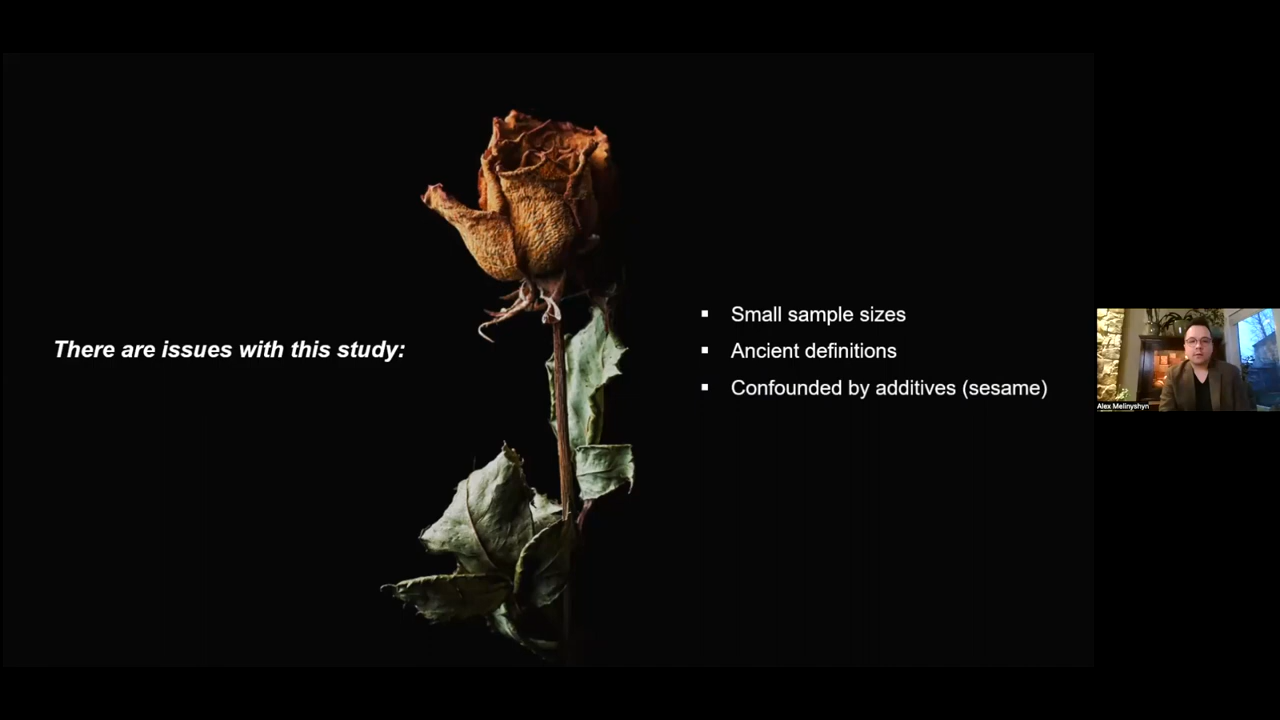 There are issues with this study:
Small sample sizes
Ancient definitions
Confounded by additives (sesame)
Alex Melinyshyn